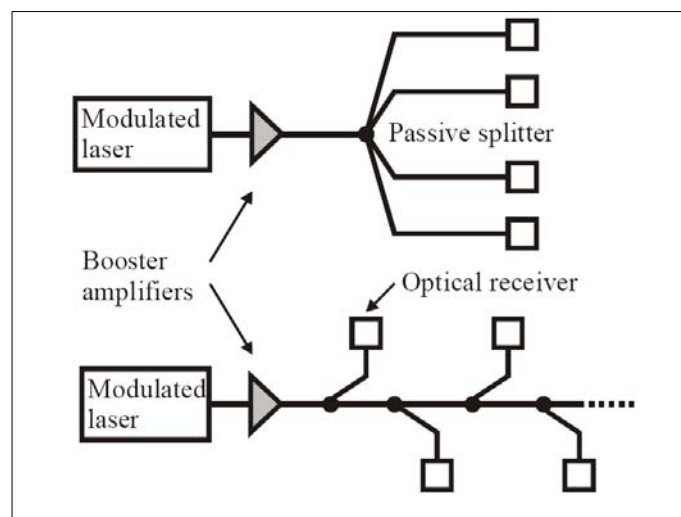 Modulated
laser
Passive splitter
Booster
amplifiers
Optical receiver
Modulated
laser